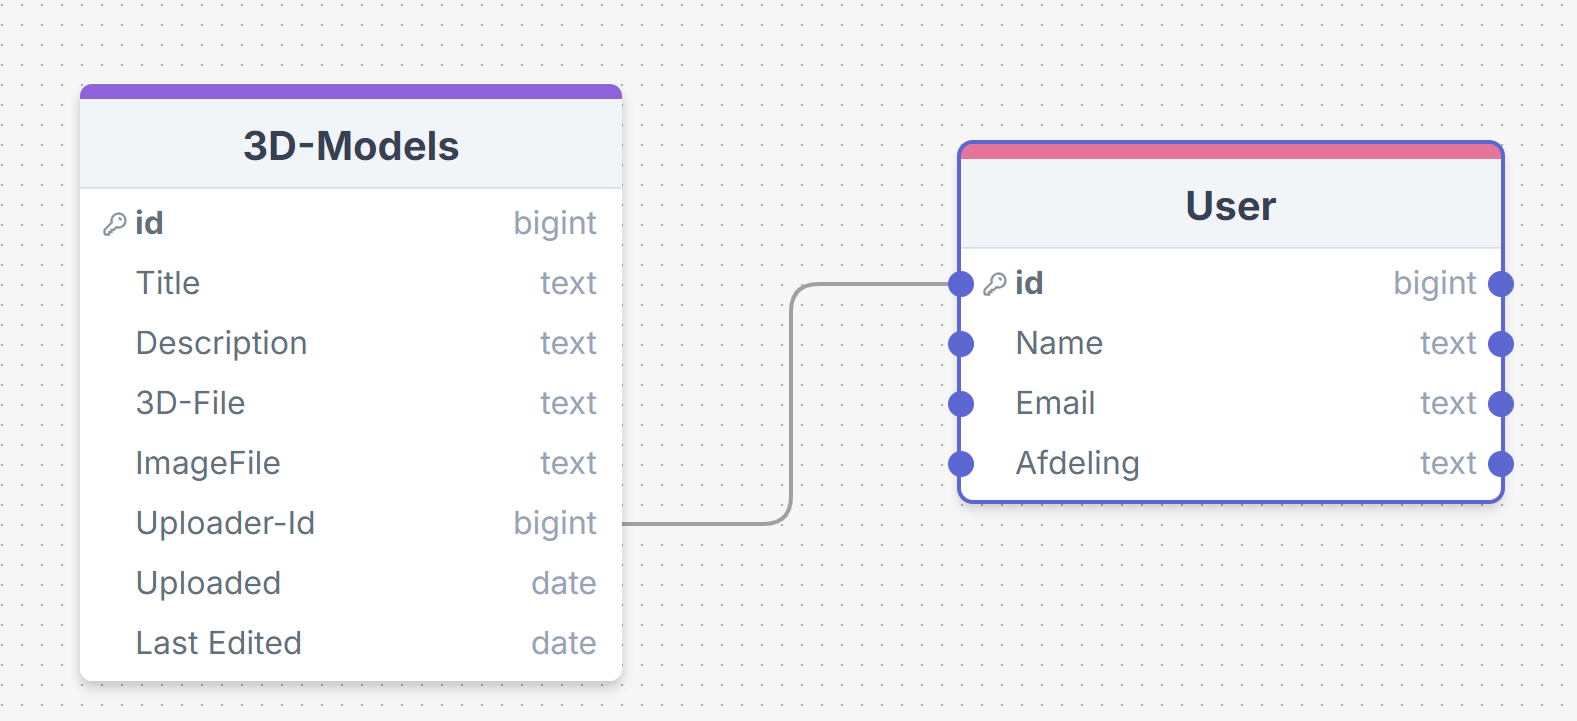 3D-Models
id bigint
Title text
Description text
3D-File text
ImageFile text
Uploader-Id bigint
Uploaded date
Last Edited date
User
id bigint
Name text
Email text
Afdeling text